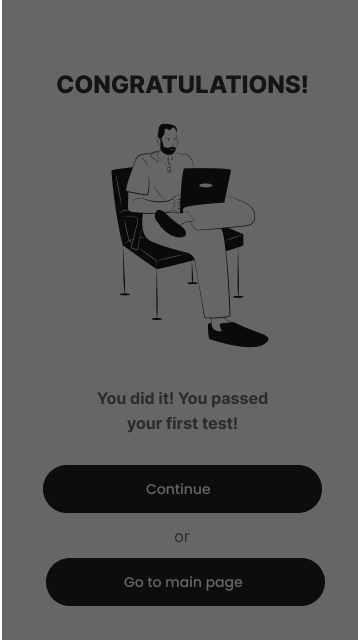 CONGRATULATIONS!
You did it! You passed
your first test!
Continue
or
Go to main page